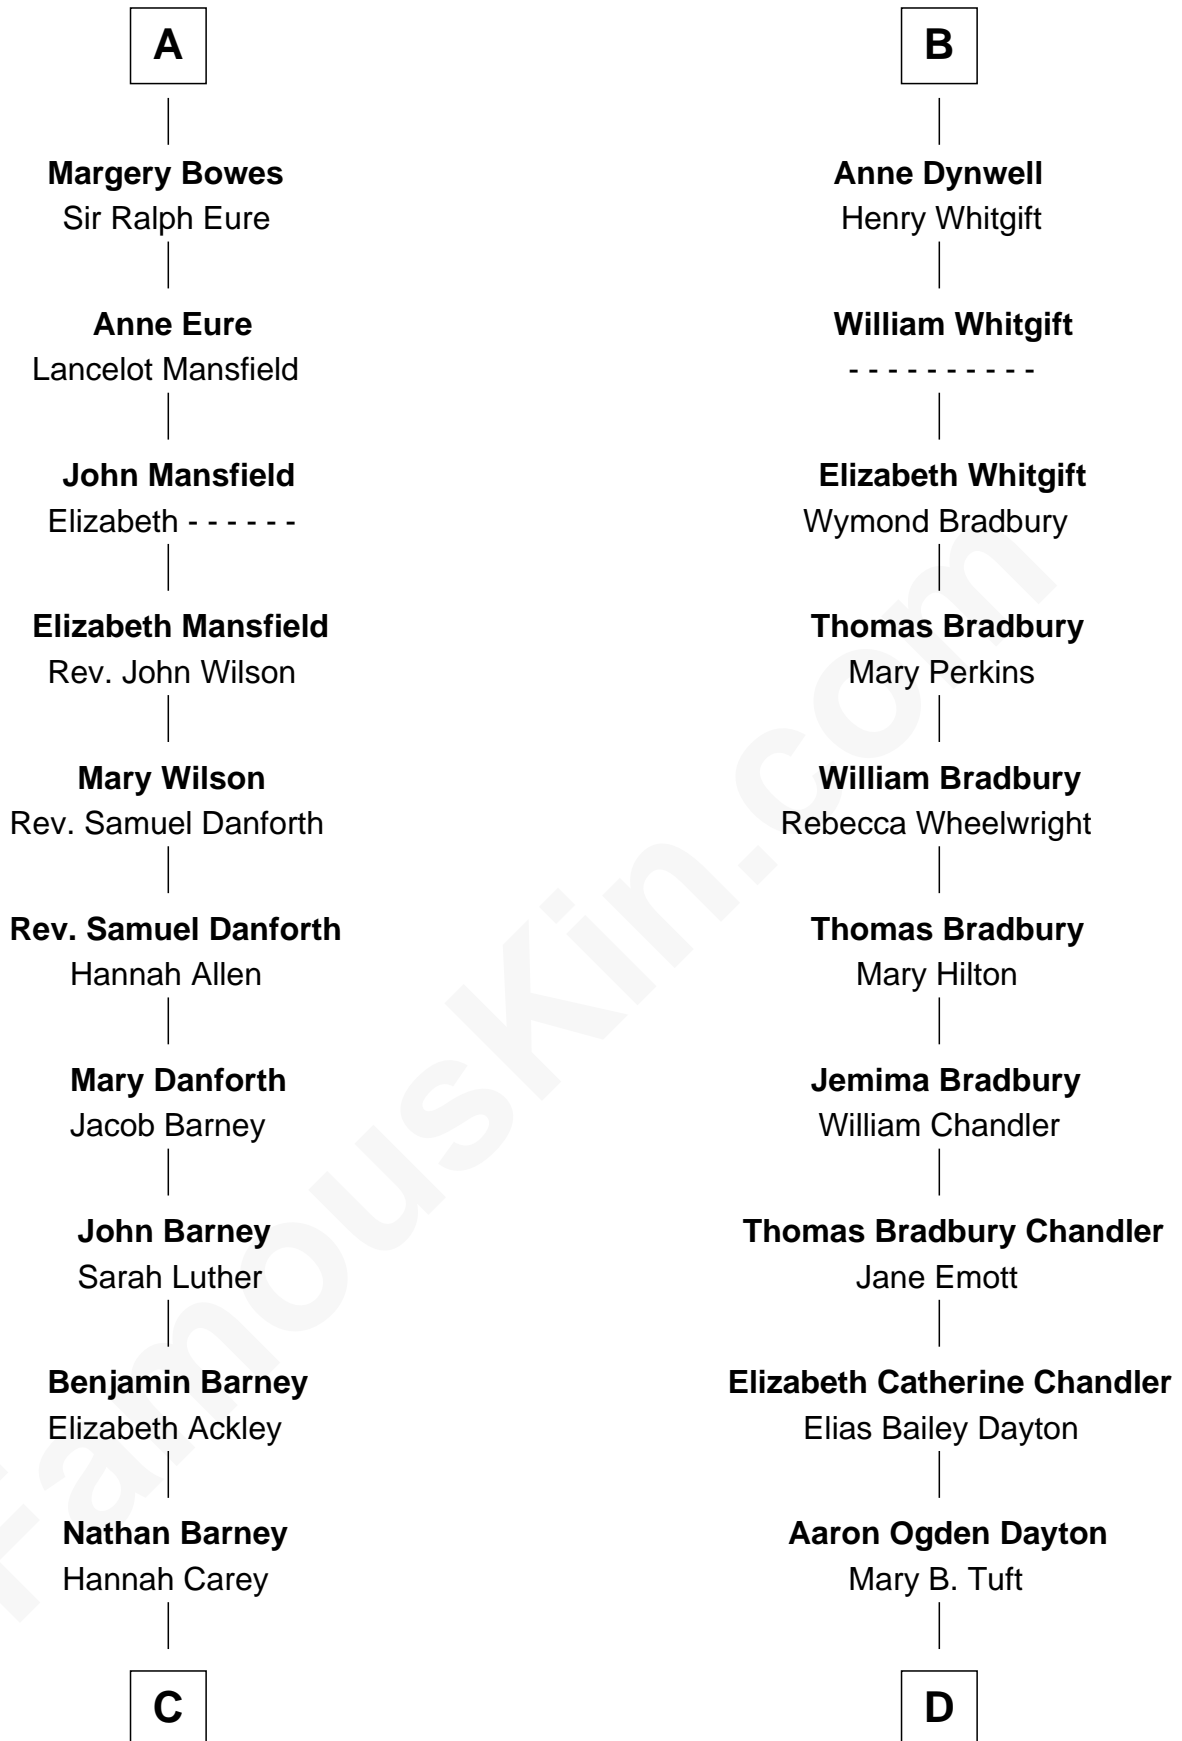 A
Margery Bowes
Sir Ralph Eure
Anne Eure
Lancelot Mansfield
John Mansfield
Elizabeth - - - - - -
Elizabeth Mansfield
Rev. John Wilson
Mary Wilson
Rev. Samuel Danforth
Rev. Samuel Danforth
Hannah Allen
Mary Danforth
Jacob Barney
John Barney
Sarah Luther
Benjamin Barney
Elizabeth Ackley
Nathan Barney
Hannah Carey
C
B
Anne Dynwell
Henry Whitgift
William Whitgift
- - - - - - - - - -
Elizabeth Whitgift
Wymond Bradbury
Thomas Bradbury
Mary Perkins
William Bradbury
Rebecca Wheelwright
Thomas Bradbury
Mary Hilton
Jemima Bradbury
William Chandler
Thomas Bradbury Chandler
Jane Emott
Elizabeth Catherine Chandler
Elias Bailey Dayton
Aaron Ogden Dayton
Mary B. Tuft
D
FamousKin.com